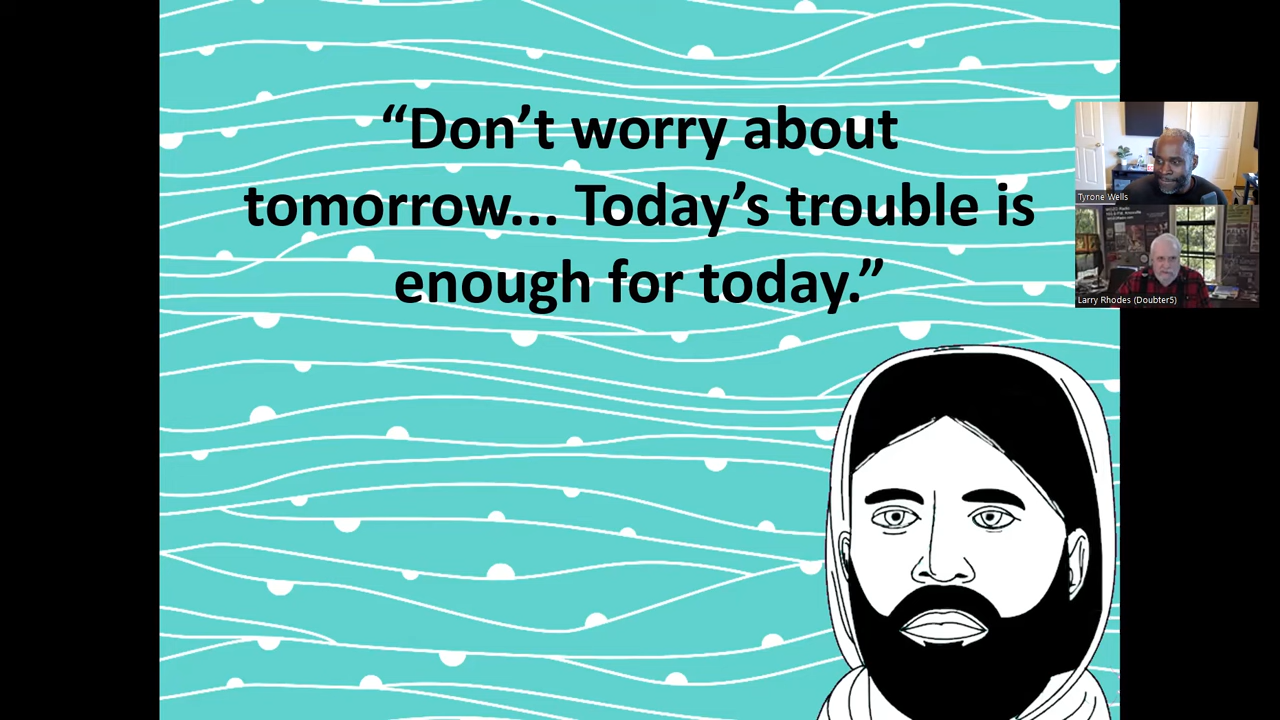 “Don’t worry about
tomorrow... Today’s trouble is
enough for today.”
Tyrone Wells
Larry Rhodes (Doubter5)